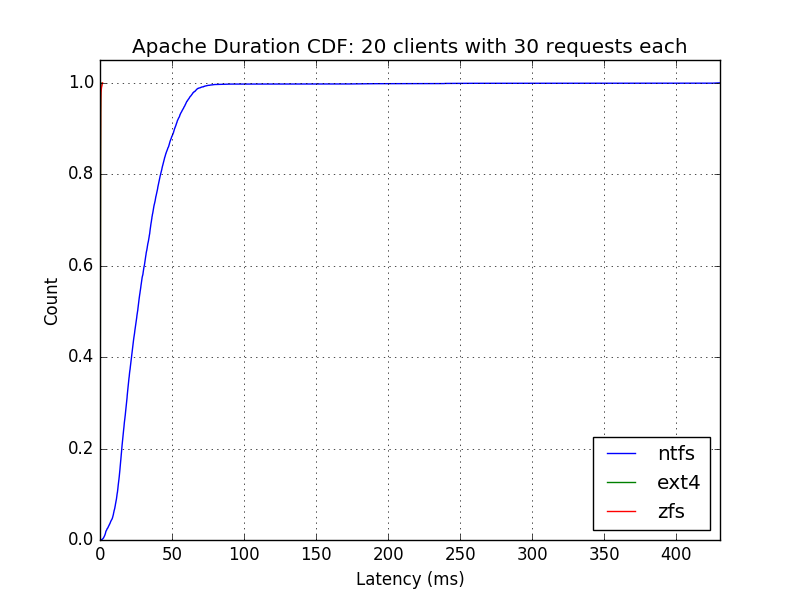 Apache Duration CDF: 20 clients with 30 requests each
1.0
0.8
0.6
0.4
0.2
0.0
Count
0 50 100 150 200 250 300 350 400
Latency (ms)
ntfs
ext4
zfs